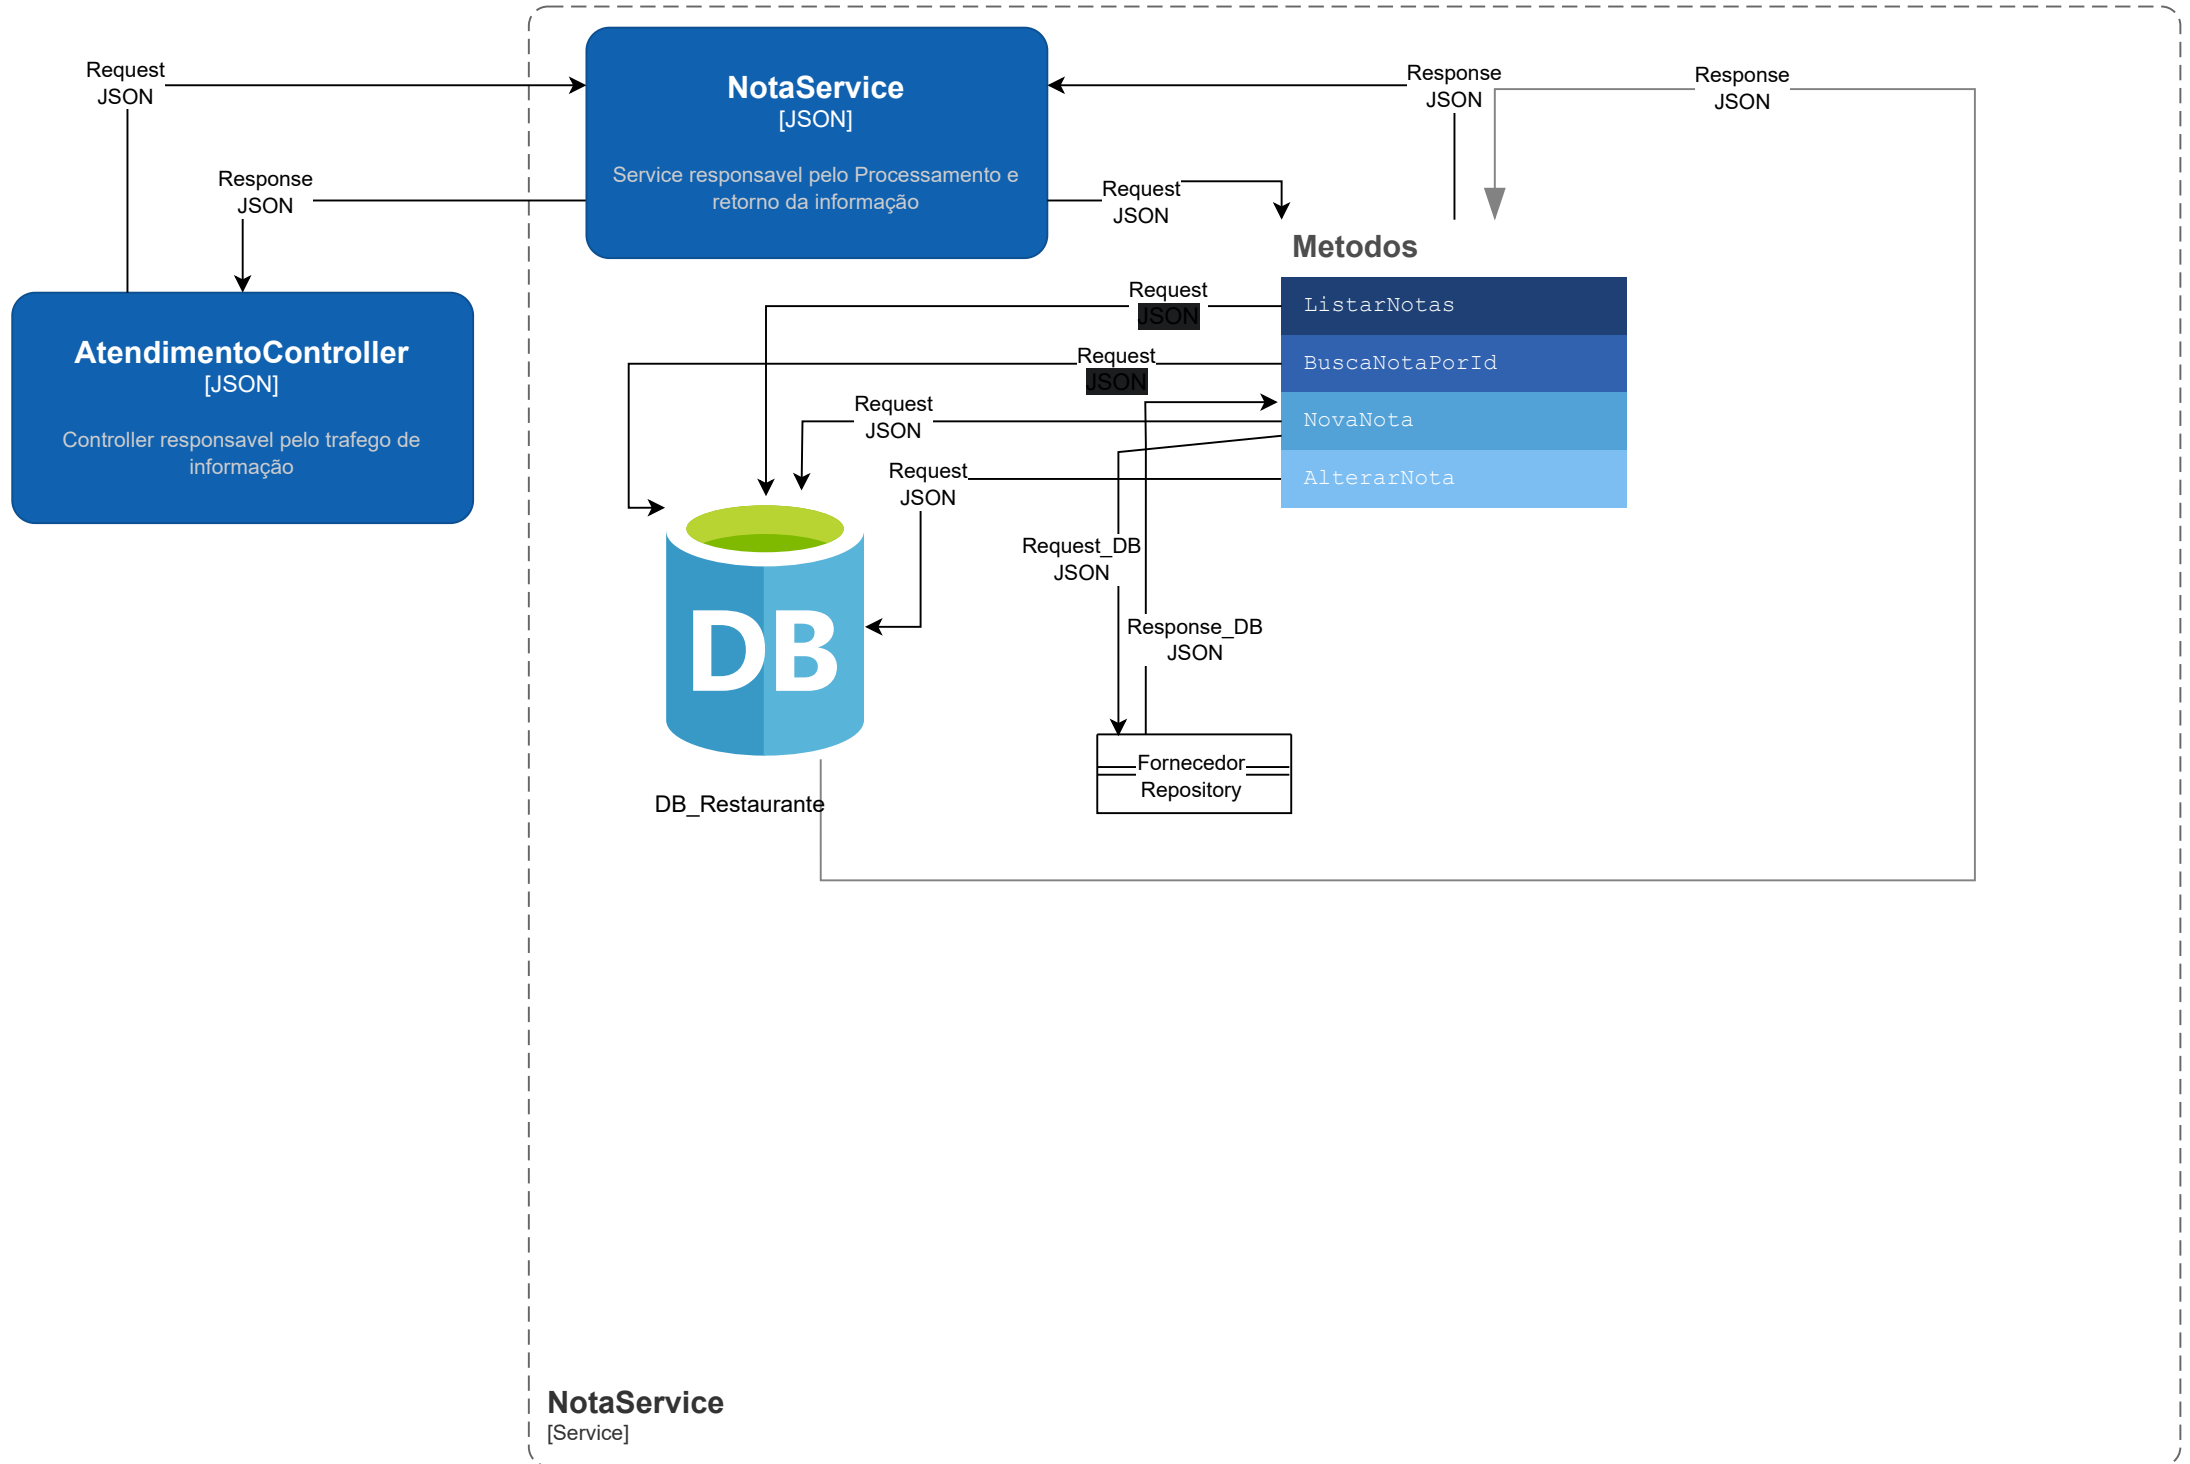 Request
JSON
NotaService
[JSON]
Service responsavel pelo Processamento e
retorno da informação
Response
JSON
Response
JSON
Response
JSON
Request
JSON
Metodos
AtendimentoController
[JSON]
Controller responsavel pelo trafego de
informação
Request
JSON
ListarNotas
Request
JSON
BuscaNotaPorId
Request
JSON
NovaNota
Request
JSON
AlterarNota
Request_DB
JSON
Response_DB
JSON
DB
DB_Restaurante
Fornecedor
Repository
NotaService
[Service]